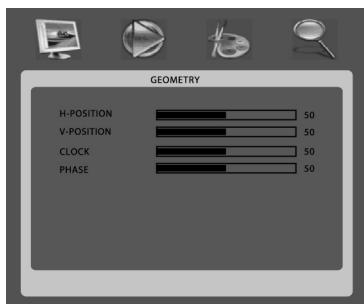 GEOMETRY
H-POSITION 50
V-POSITION 50
CLOCK 50
PHASE 50